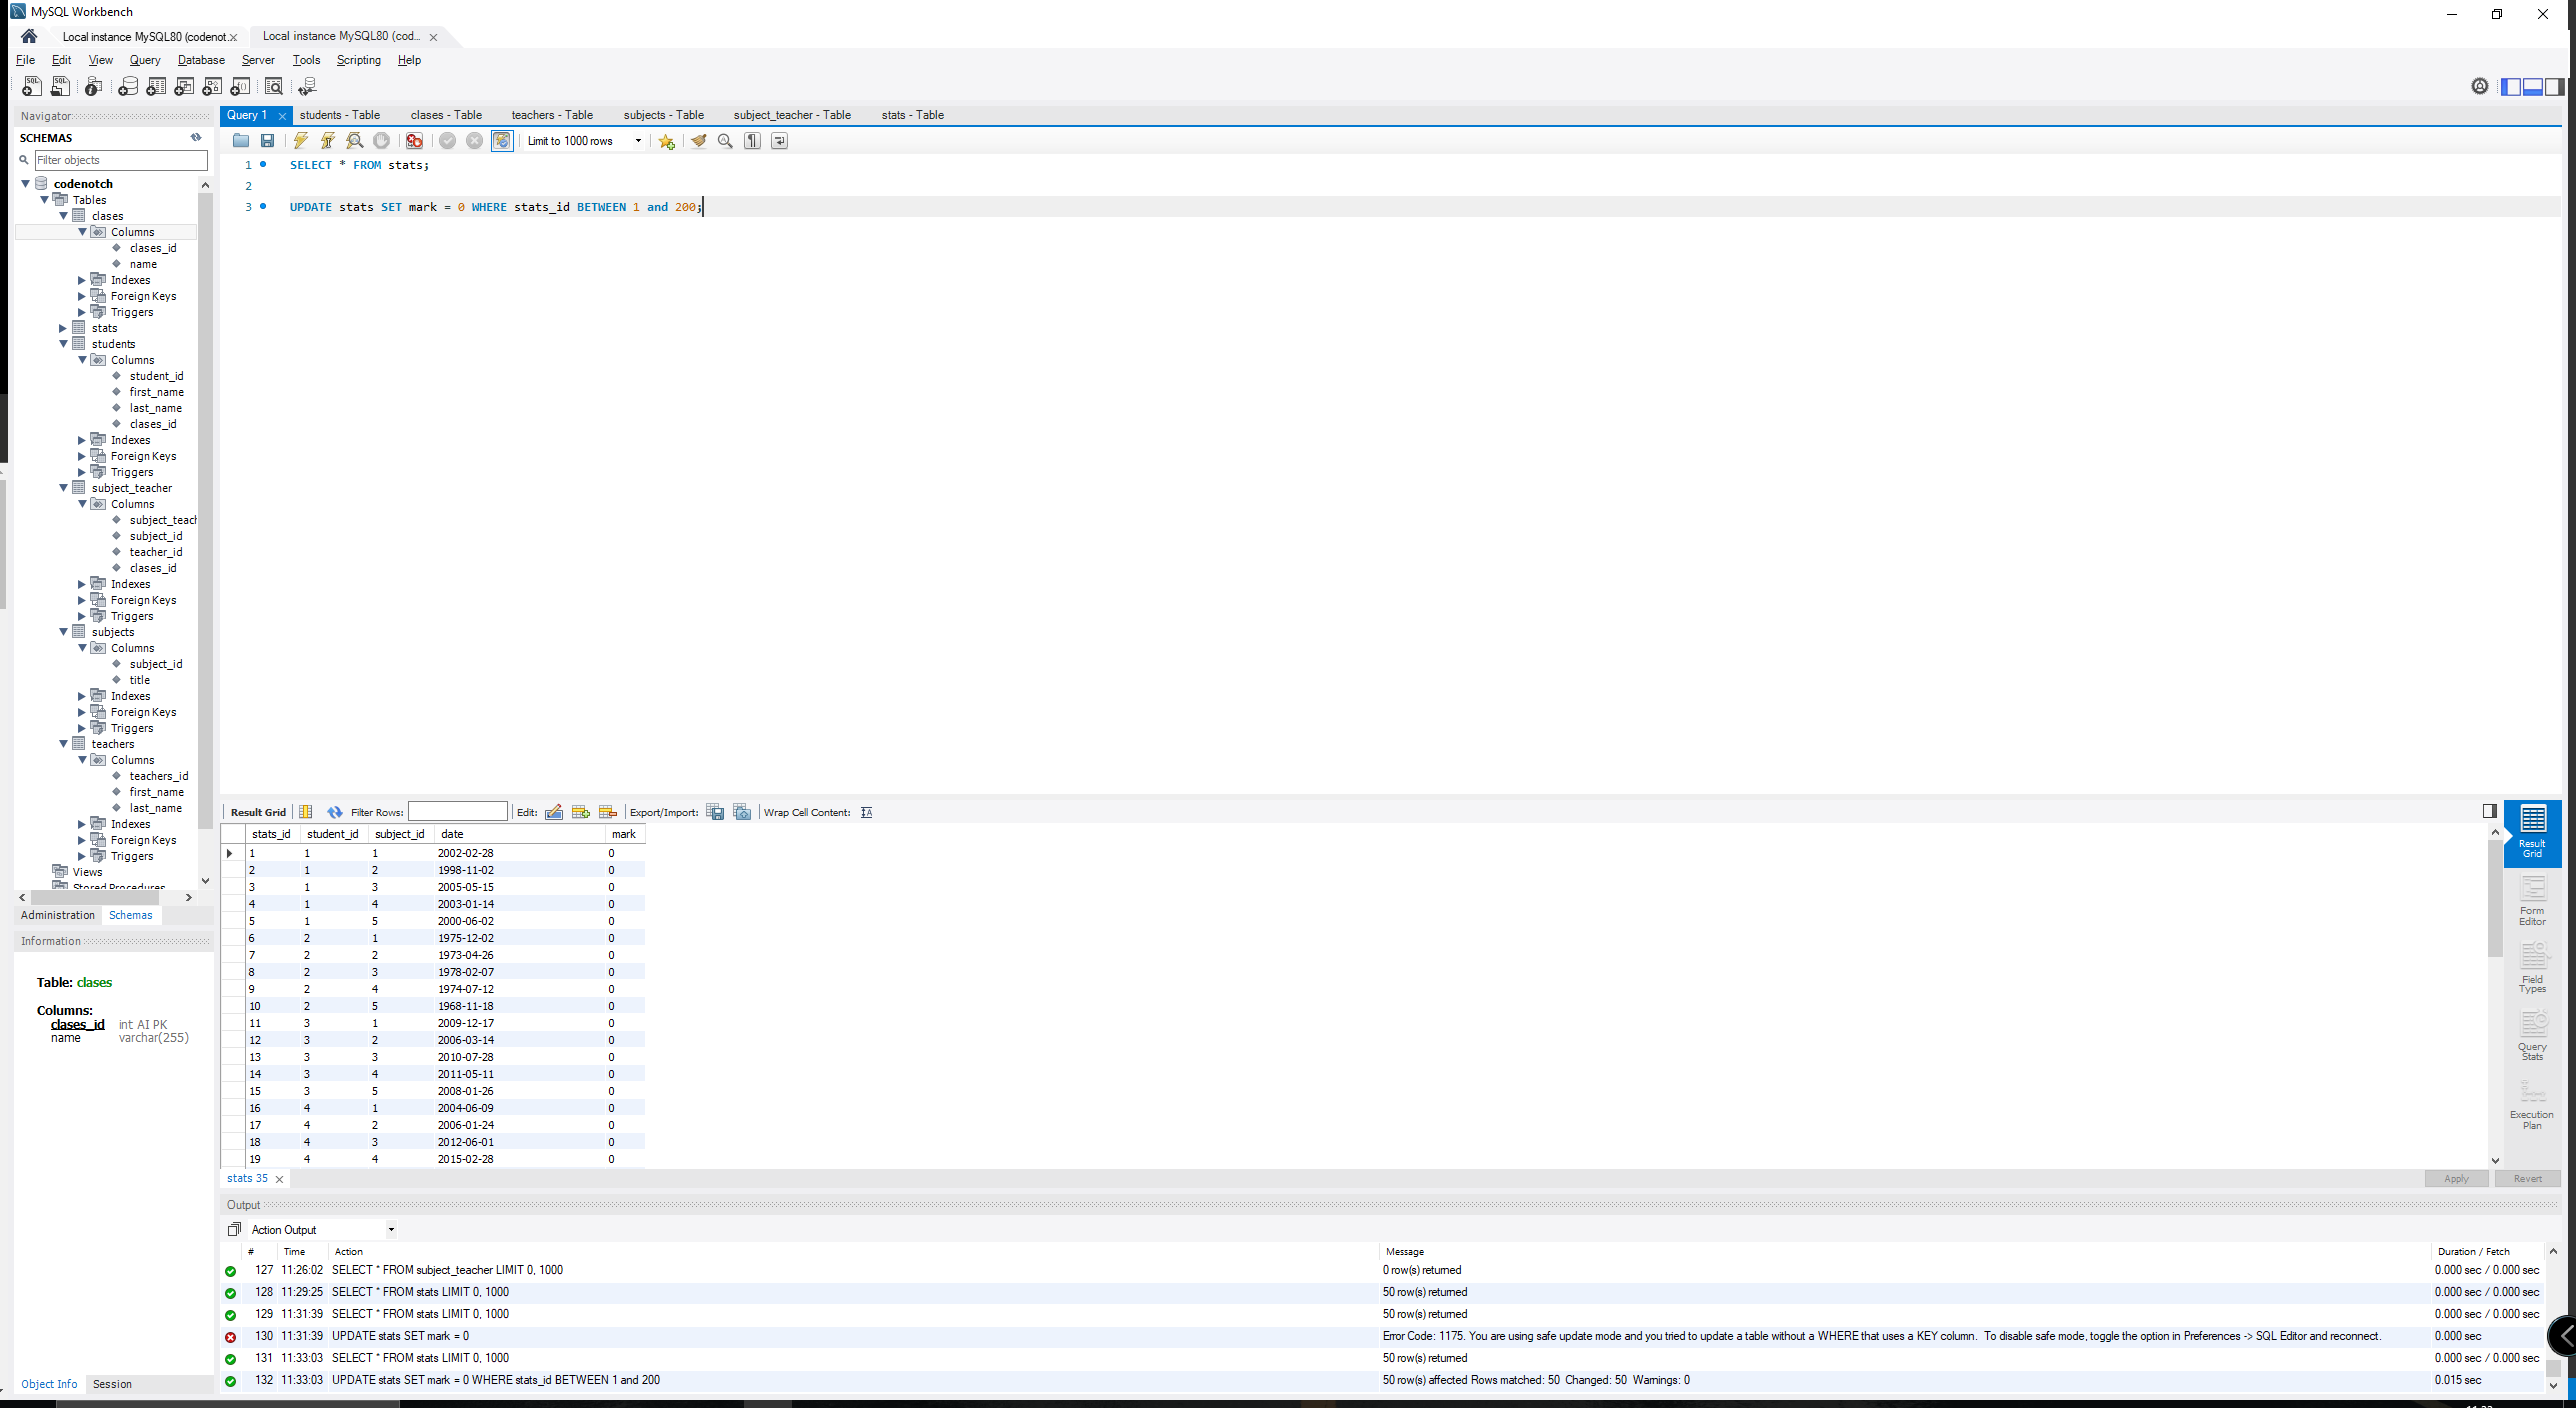 MySQL Workbench
Local instance MySQL80 (codenot... Local instance MySQL80 (cod...
File Edit View Query Database Server Tools Scripting Help
Navigator
SCHEMAS
Filter objects
codenotch
Tables
clases
Columns
clases_id
name
Indexes
Foreign Keys
Triggers
stats
students
Columns
student_id
first_name
last_name
clases_id
Indexes
Foreign Keys
Triggers
subject_teacher
Columns
subject_teach
subject_id
teacher_id
clases_id
Indexes
Foreign Keys
Triggers
subjects
Columns
subject_id
title
Indexes
Foreign Keys
Triggers
teachers
Columns
teachers_id
first_name
last_name
Indexes
Foreign Keys
Triggers
Views
Stored Procedures
Administration Schemas
Information
Table: clases
Columns:
clases_id int AI PK
name varchar(255)
Object Info Session
Query 1 students - Table clases - Table teachers - Table subjects - Table subject_teacher - Table stats - Table
Limit to 1000 rows
1 SELECT * FROM stats;
2
3 UPDATE stats SET mark = 0 WHERE stats_id BETWEEN 1 and 200;
Result Grid Filter Rows: Edit: Export/Import: Wrap Cell Content:
stats_id student_id subject_id date mark
1 1 1 2002-02-28 0
2 1 2 1998-11-02 0
3 1 3 2005-05-15 0
4 1 4 2003-01-14 0
5 1 5 2000-06-02 0
6 2 1 1975-12-02 0
7 2 2 1973-04-26 0
8 2 3 1978-02-07 0
9 2 4 1974-07-12 0
10 2 5 1968-11-18 0
11 3 1 2009-12-17 0
12 3 2 2006-03-14 0
13 3 3 2010-07-28 0
14 3 4 2011-05-11 0
15 3 5 2008-01-26 0
16 4 1 2004-06-09 0
17 4 2 2006-01-24 0
18 4 3 2012-06-01 0
19 4 4 2015-02-28 0
Result
Grid
Form
Editor
Field
Types
Query
Stats
Execution
Plan
stats 35
Apply Revert
Output
Action Output
# Time Action Message Duration / Fetch
127 11:26:02 SELECT * FROM subject_teacher LIMIT 0, 1000 0 row(s) returned 0.000 sec / 0.000 sec
128 11:29:25 SELECT * FROM stats LIMIT 0, 1000 50 row(s) returned 0.000 sec / 0.000 sec
129 11:31:39 SELECT * FROM stats LIMIT 0, 1000 50 row(s) returned 0.000 sec / 0.000 sec
130 11:31:39 UPDATE stats SET mark = 0 Error Code: 1175. You are using safe update mode and you tried to update a table without a WHERE that uses a KEY column. To disable safe mode, toggle the option in Preferences -> SQL Editor and reconnect. 0.000 sec
131 11:33:03 SELECT * FROM stats LIMIT 0, 1000 50 row(s) returned 0.000 sec / 0.000 sec
132 11:33:03 UPDATE stats SET mark = 0 WHERE stats_id BETWEEN 1 and 200 50 row(s) affected Rows matched: 50 Changed: 50 Warnings: 0 0.015 sec